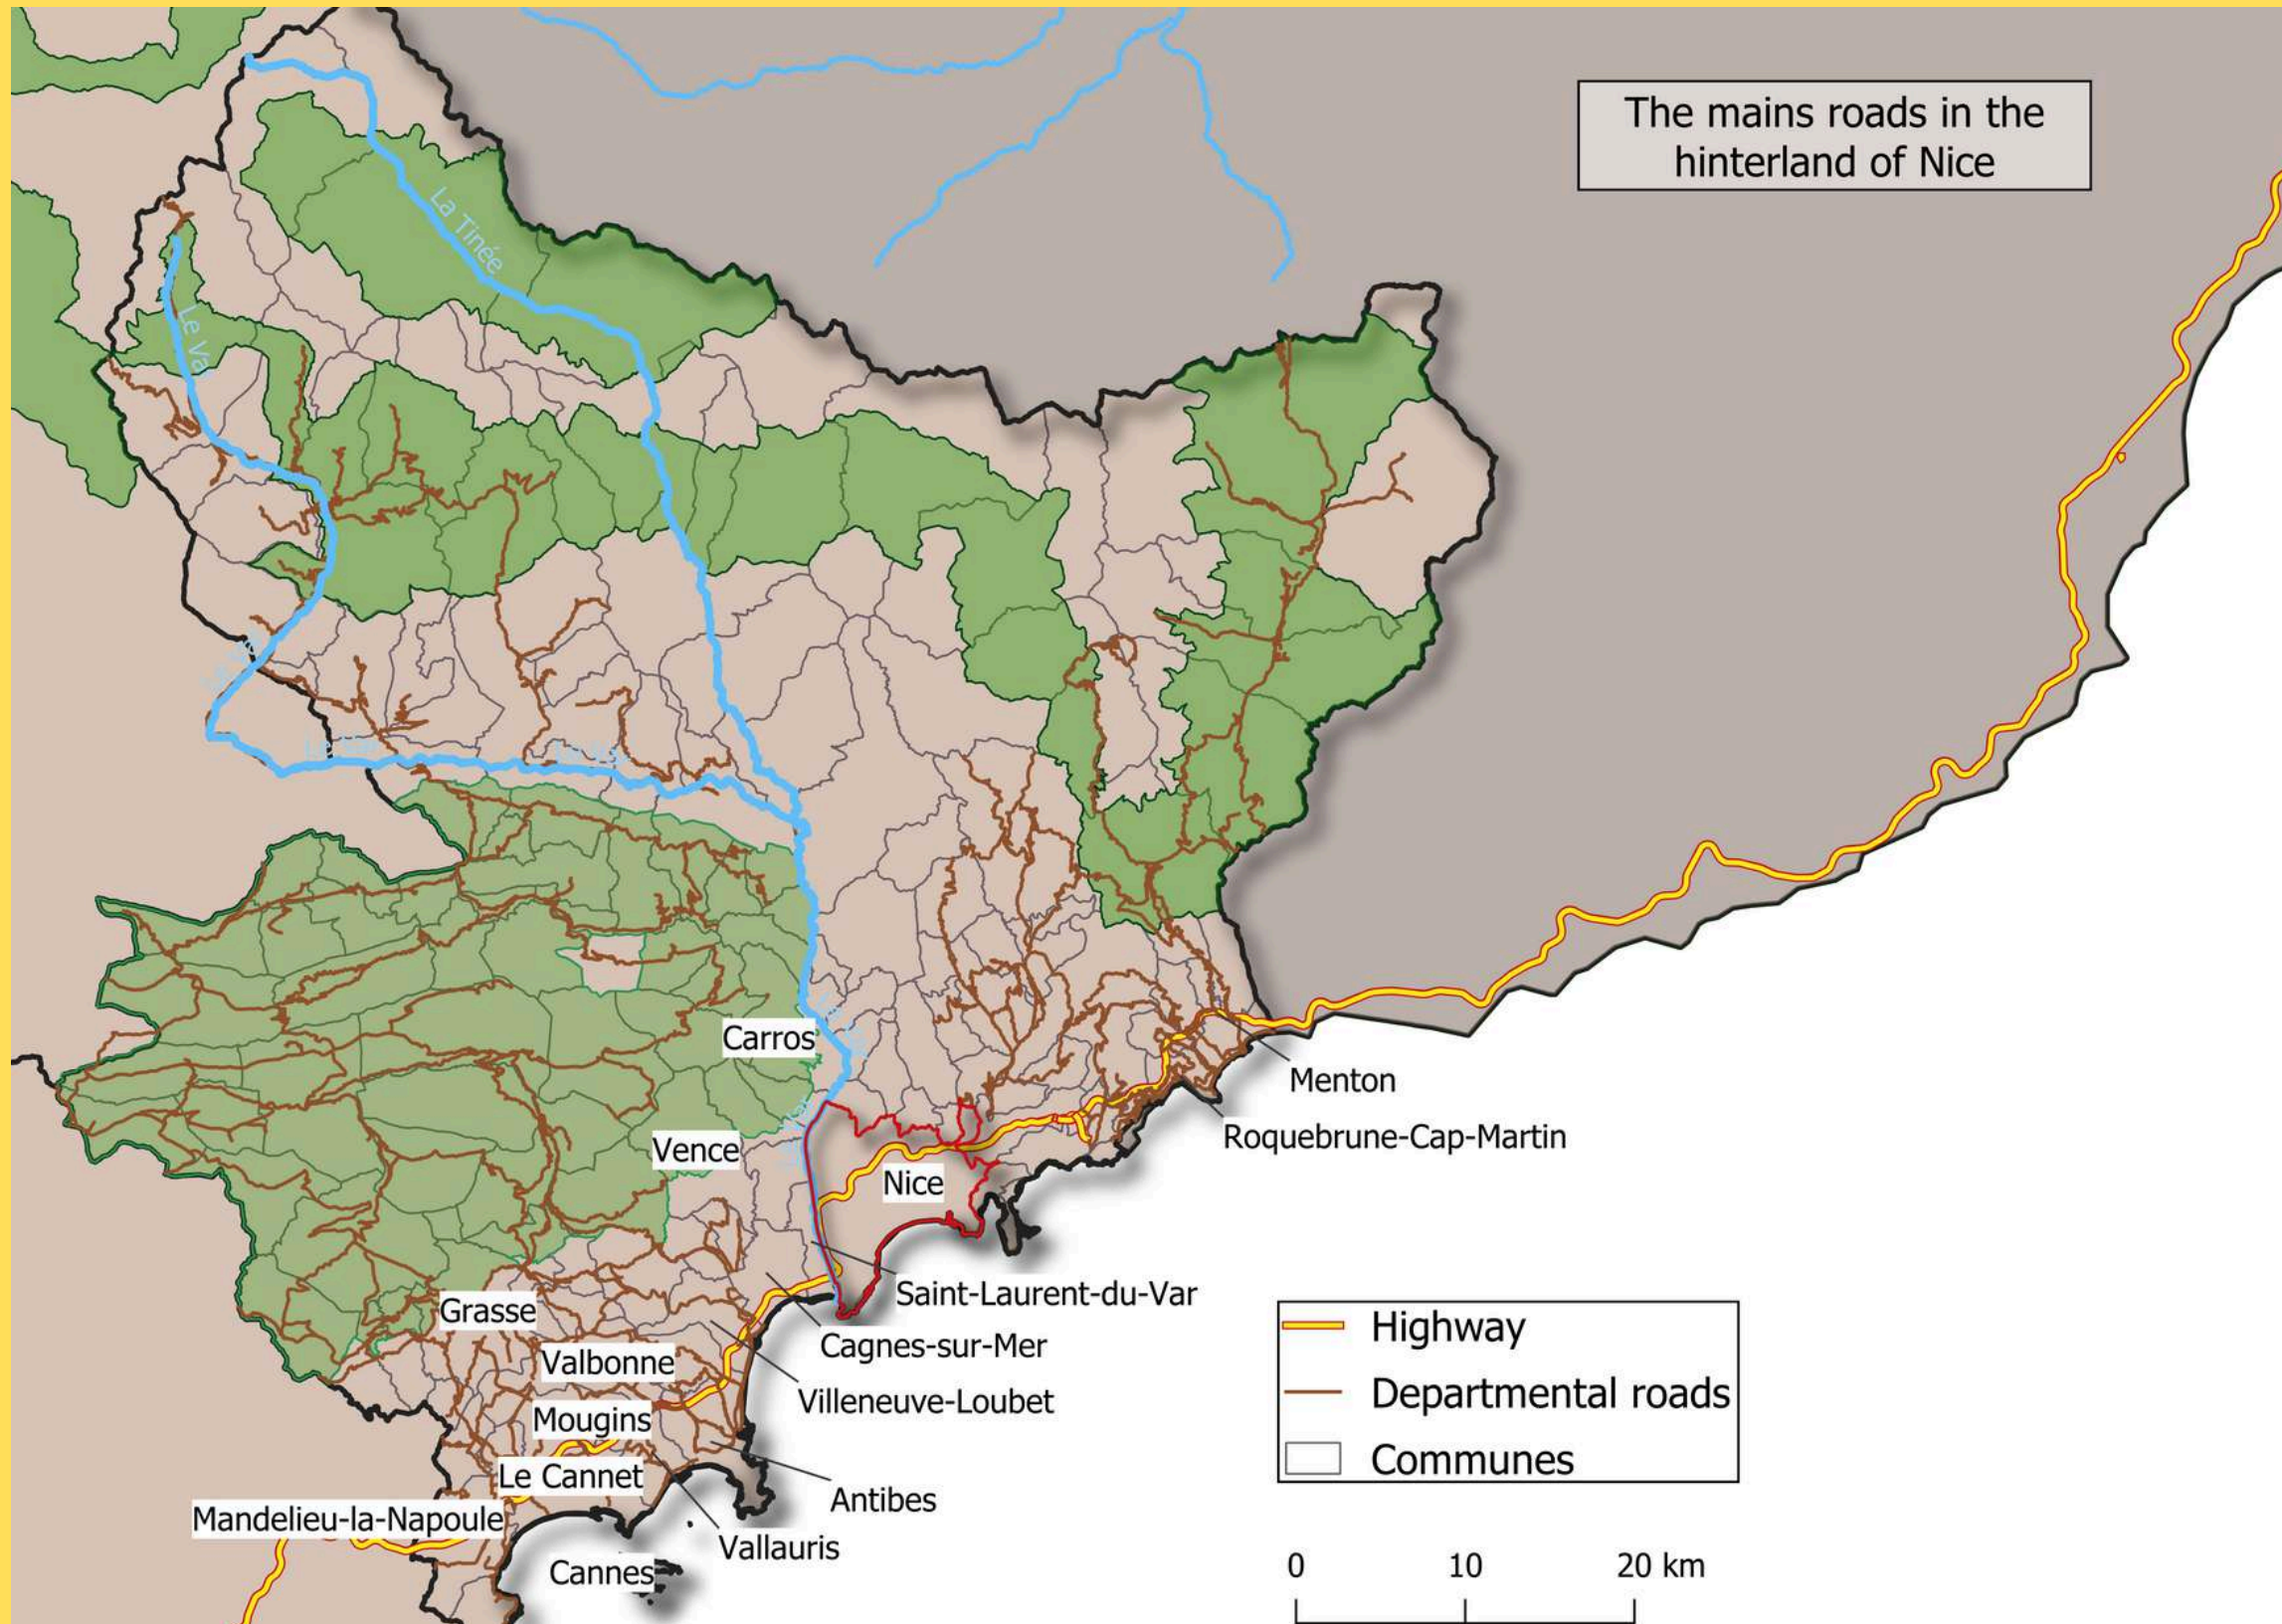 The mains roads in the
hinterland of Nice
La Tinée
Le Var
Carros
Menton
Roquebrune-Cap-Martin
Vence
Nice
Saint-Laurent-du-Var
Grasse
Cagnes-sur-Mer
Valbonne
Villeneuve-Loubet
Mougins
Le Cannet
Antibes
Mandelieu-la-Napoule
Vallauris
Cannes
Highway
Departmental roads
Communes
0 10 20 km